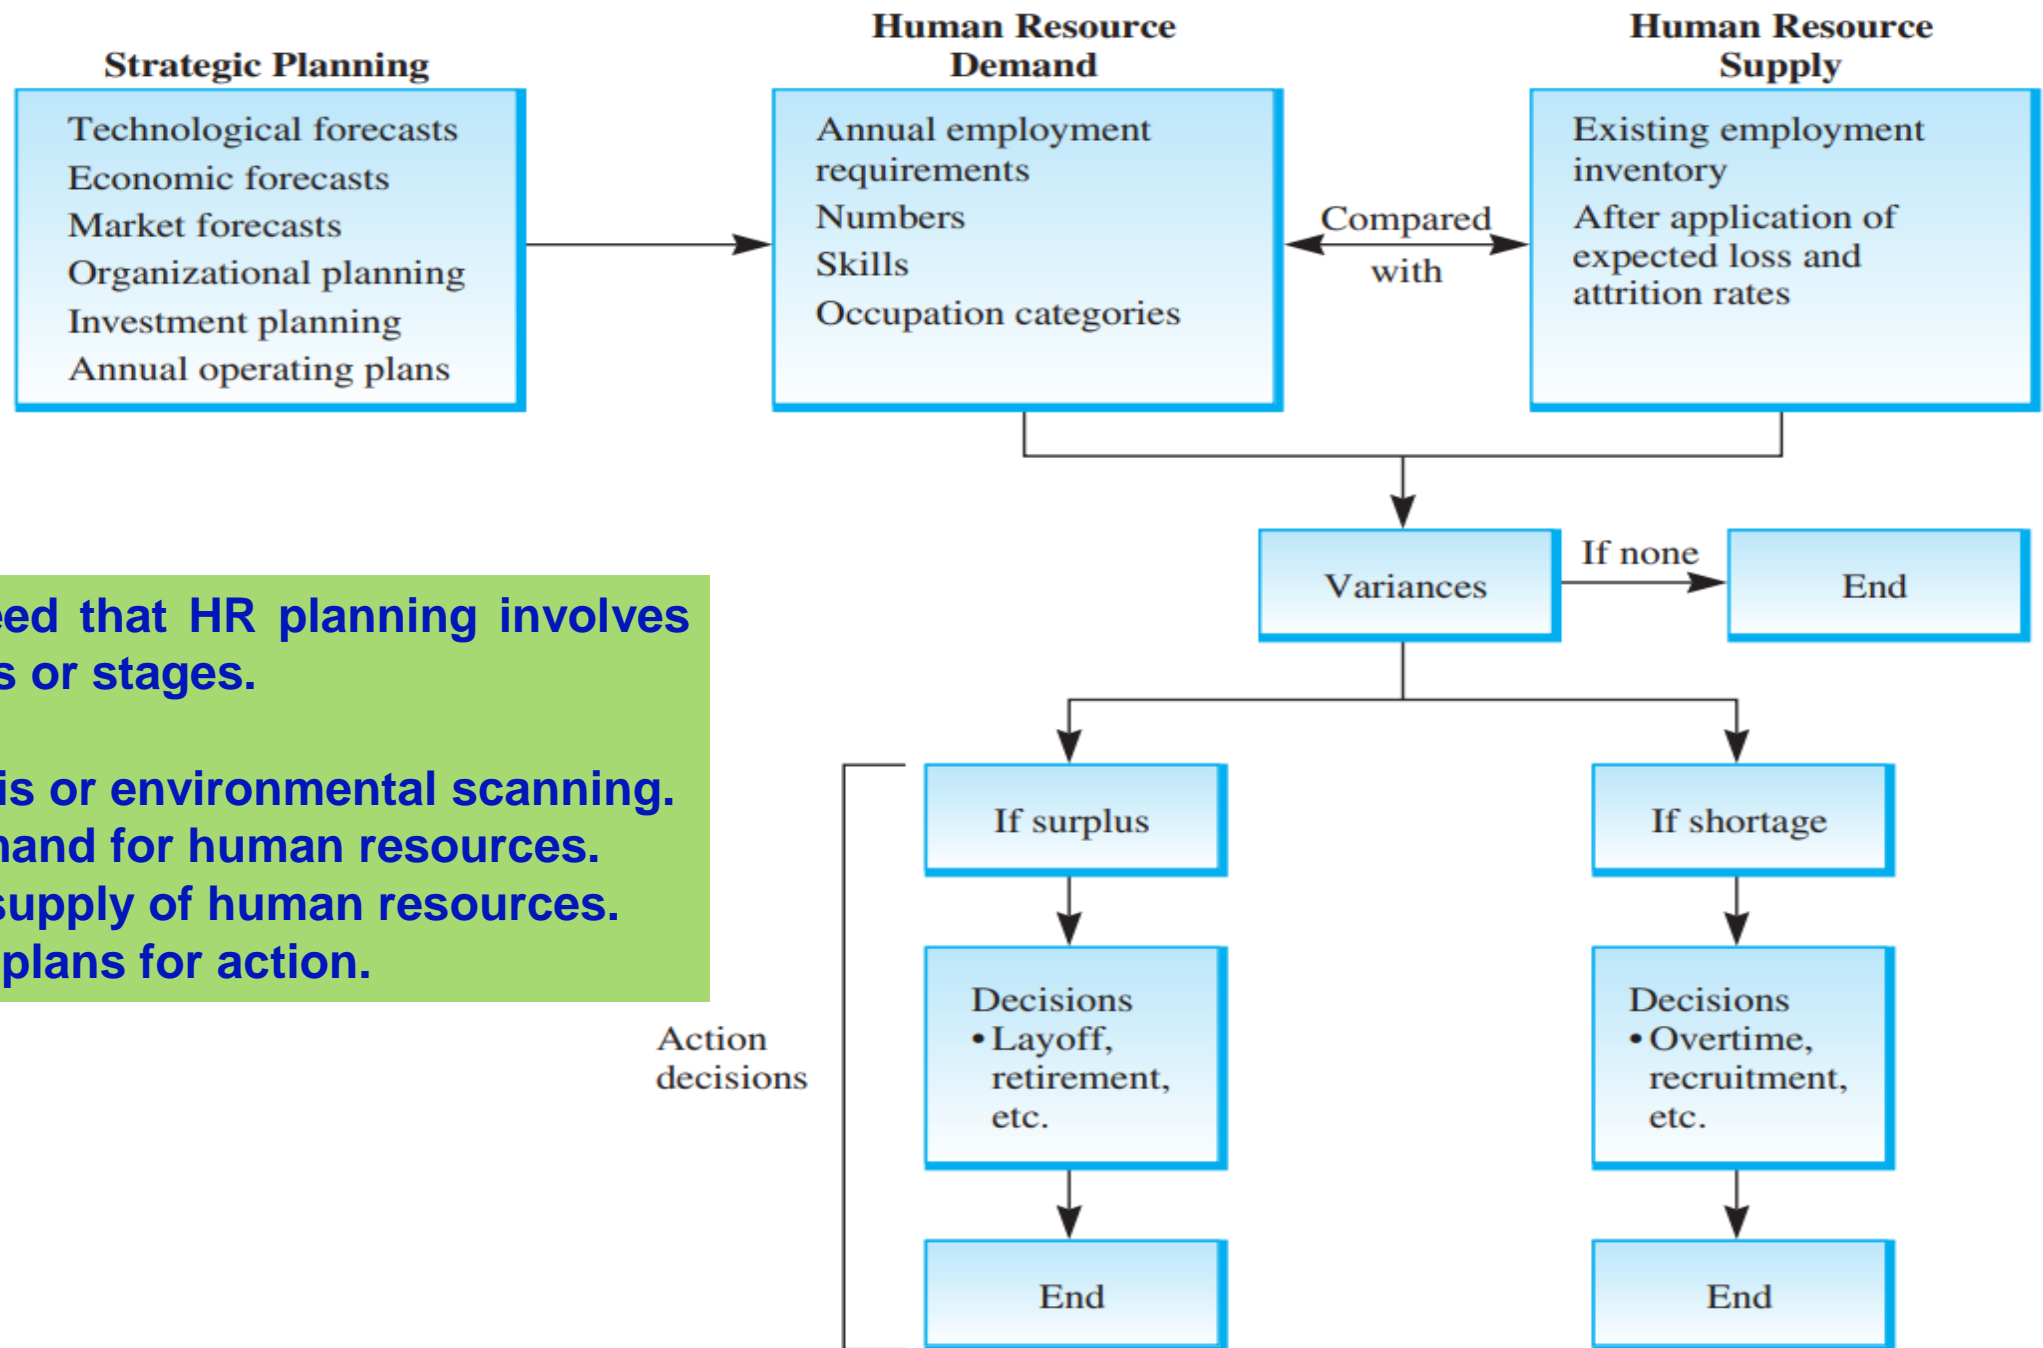 Strategic Planning
Technological forecasts
Economic forecasts
Market forecasts
Organizational planning
Investment planning
Annual operating plans
Human Resource
Demand
Annual employment
requirements
Numbers
Skills
Occupation categories
Compared
with
Human Resource
Supply
Existing employment
inventory
After application of
expected loss and
attrition rates
Variances
If none
End
that HR planning involves
or stages.
or environmental scanning.
for human resources.
supply of human resources.
plans for action.
Action
decisions
If surplus
Decisions
• Layoff,
retirement,
etc.
End
If shortage
Decisions
• Overtime,
recruitment,
etc.
End